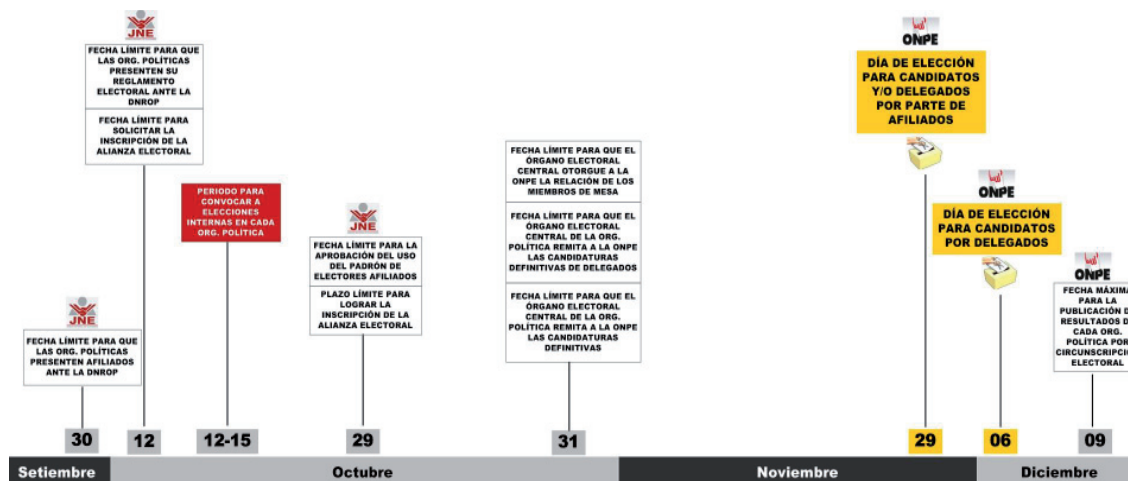 JNE
FECHA LÍMITE PARA QUE
LAS ORG. POLÍTICAS
PRESENTEN SU
REGLAMENTO
ELECTORAL ANTE LA
DNROP
FECHA LÍMITE PARA
SOLICITAR LA
INSCRIPCIÓN DE LA
ALIANZA ELECTORAL
PERIODO PARA
CONVOCAR A
ELECCIONES
INTERNAS EN CADA
ORG. POLÍTICA
JNE
FECHA LÍMITE PARA QUE
LAS ORG. POLÍTICAS
PRESENTEN AFILIADOS
ANTE LA DNROP
JNE
FECHA LÍMITE PARA LA
APROBACIÓN DEL USO
DEL PADRÓN DE
ELECTORES AFILIADOS
PLAZO LÍMITE PARA
LOGRAR LA
INSCRIPCIÓN DE LA
ALIANZA ELECTORAL
FECHA LÍMITE PARA QUE EL
ÓRGANO ELECTORAL
CENTRAL OTORGUE A LA
ONPE LA RELACIÓN DE LOS
MIEMBROS DE MESA
FECHA LÍMITE PARA QUE EL
ÓRGANO ELECTORAL
CENTRAL DE LA ORG.
POLÍTICA REMITA A LA ONPE
LAS CANDIDATURAS
DEFINITIVAS DE DELEGADOS
FECHA LÍMITE PARA QUE EL
ÓRGANO ELECTORAL
CENTRAL DE LA ORG.
POLÍTICA REMITA A LA ONPE
LAS CANDIDATURAS
DEFINITIVAS
ONPE
DÍA DE ELECCIÓN
PARA CANDIDATOS
Y/O DELEGADOS
POR PARTE DE
AFILIADOS
ONPE
DÍA DE ELECCIÓN
PARA CANDIDATOS
POR DELEGADOS
ONPE
FECHA MÁXIMA
PARA LA
PUBLICACIÓN D
RESULTADOS D
CADA ORG.
POLÍTICA POR
CIRCUNSCRIPCIÓ
ELECTORAL
30
12
12-15
29
31
29
06
09
Setiembre
Octubre
Noviembre
Diciembre